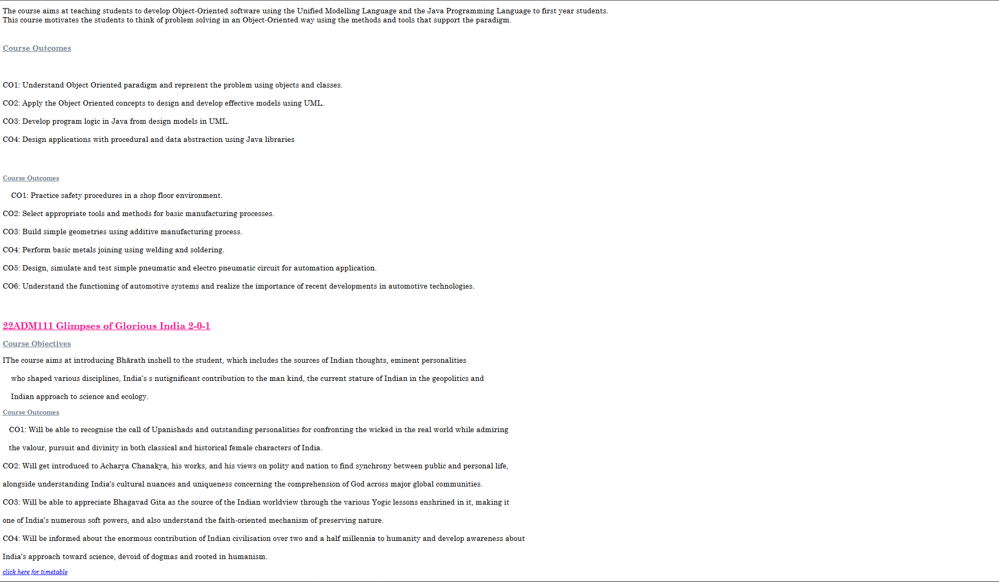 The course aims at teaching students to develop Object-Oriented software using the Unified Modelling Language and the Java Programming Language to first year students.
This course motivates the students to think of problem solving in an Object-Oriented way using the methods and tools that support the paradigm.
Course Outcomes
CO1: Understand Object Oriented paradigm and represent the problem using objects and classes.
CO2: Apply the Object Oriented concepts to design and develop effective models using UML.
CO3: Develop program logic in Java from design models in UML.
CO4: Design applications with procedural and data abstraction using Java libraries
Course Outcomes
CO1: Practice safety procedures in a shop floor environment.
CO2: Select appropriate tools and methods for basic manufacturing processes.
CO3: Build simple geometries using additive manufacturing process.
CO4: Perform basic metals joining using welding and soldering.
CO5: Design, simulate and test simple pneumatic and electro pneumatic circuit for automation application.
CO6: Understand the functioning of automotive systems and realize the importance of recent developments in automotive technologies.
22ADM111 Glimpses of Glorious India 2-0-1
Course Objectives
IThe course aims at introducing Bhārath inshell to the student, which includes the sources of Indian thoughts, eminent personalities
who shaped various disciplines, India's s nutignificant contribution to the man kind, the current stature of Indian in the geopolitics and
Indian approach to science and ecology.
Course Outcomes
CO1: Will be able to recognise the call of Upanishads and outstanding personalities for confronting the wicked in the real world while admiring
the valour, pursuit and divinity in both classical and historical female characters of India.
CO2: Will get introduced to Acharya Chanakya, his works, and his views on polity and nation to find synchrony between public and personal life,
alongside understanding India's cultural nuances and uniqueness concerning the comprehension of God across major global communities.
CO3: Will be able to appreciate Bhagavad Gita as the source of the Indian worldview through the various Yogic lessons enshrined in it, making it
one of India's numerous soft powers, and also understand the faith-oriented mechanism of preserving nature.
CO4: Will be informed about the enormous contribution of Indian civilisation over two and a half millennia to humanity and develop awareness about
India's approach toward science, devoid of dogmas and rooted in humanism.
click here for timetable